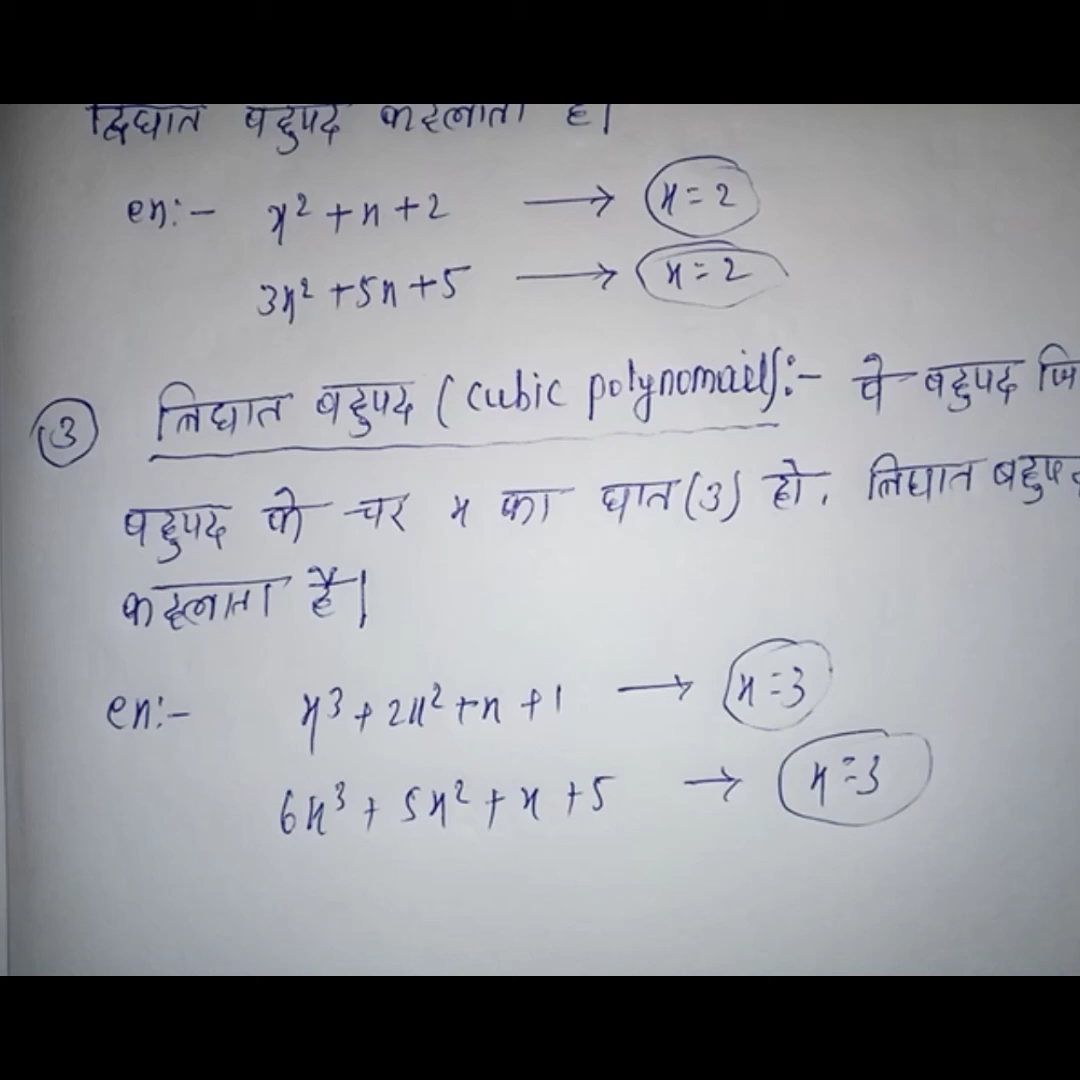 द्विघात बहुपद कहलाता है।
ex:- x² + x + 2 → x = 2
3x² + 5x + 5 → x = 2
③ त्रिघात बहुपद (cubic polynomail):- वे बहुपद जि
बहुपद के चर x का घात (3) हो, त्रिघात बहुपद
कहलाता है।
ex:- x³ + 2x² + x + 1 → x = 3
6x³ + 5x² + x + 5 → x = 3